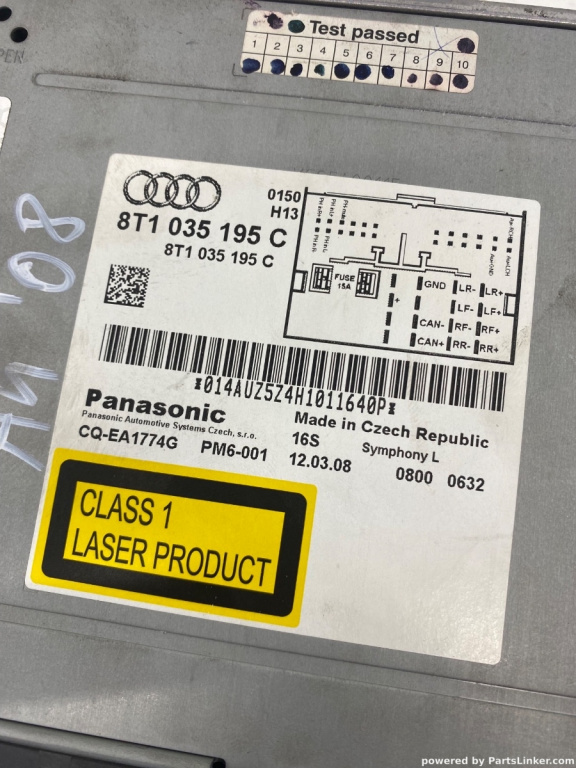 Test passed
1 2 3 4 5 6 7 8 9 10
PEN
A4 08
0150
H13
8T1 035 195 C
8T1 035 195 C
FUSE
15A
+
GND LR- LR+
LF- LF+
CAN- RF- RF+
CAN+ RR- RR+
*014AUZ5Z4H1011640P*
Panasonic
Panasonic Automotive Systems Czech, s.r.o.
CQ-EA1774G PM6-001
Made in Czech Republic
16S Symphony L
12.03.08 0800 0632
CLASS 1
LASER PRODUCT
powered by PartsLinker.com